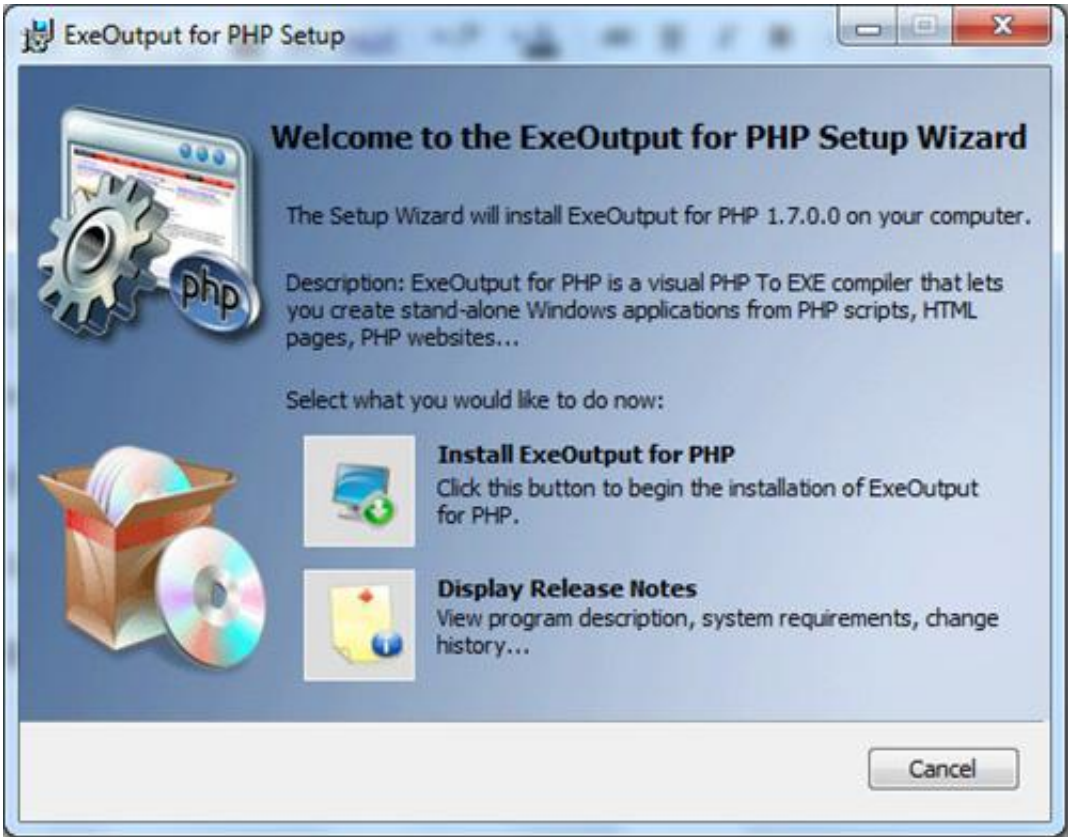 ExeOutput for PHP Setup
Welcome to the ExeOutput for PHP Setup Wizard
The Setup Wizard will install ExeOutput for PHP 1.7.0.0 on your computer.
Description: ExeOutput for PHP is a visual PHP To EXE compiler that lets
you create stand-alone Windows applications from PHP scripts, HTML
pages, PHP websites...
php
Select what you would like to do now:
Install ExeOutput for PHP
Click this button to begin the installation of ExeOutput
for PHP.
Display Release Notes
View program description, system requirements, change
history...
Cancel